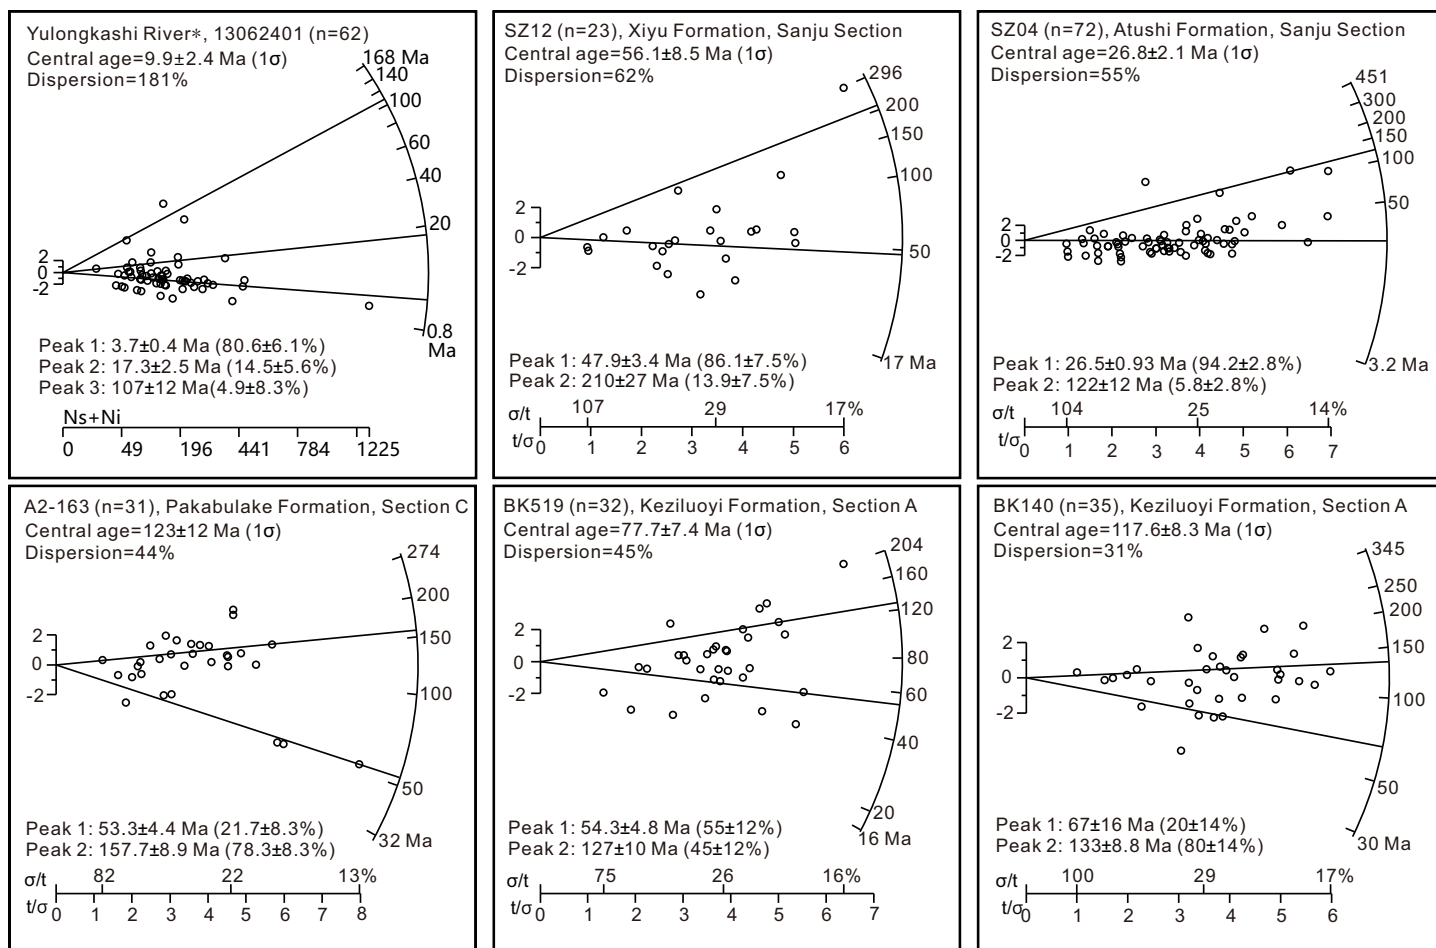 Yulongkashi River*, 13062401 (n=62)
Central age=9.9±2.4 Ma (1σ)
Dispersion=181%
168 Ma
140
100
60
40
20
0.8
Ma
2
0
-2
Peak 1: 3.7±0.4 Ma (80.6±6.1%)
Peak 2: 17.3±2.5 Ma (14.5±5.6%)
Peak 3: 107±12 Ma(4.9±8.3%)
Ns+Ni
0 49 196 441 784 1225
SZ12 (n=23), Xiyu Formation, Sanju Section
Central age=56.1±8.5 Ma (1σ)
Dispersion=62%
296
200
150
100
50
17 Ma
2
0
-2
Peak 1: 47.9±3.4 Ma (86.1±7.5%)
Peak 2: 210±27 Ma (13.9±7.5%)
σ/t 107 29 17%
t/σ 0 1 2 3 4 5 6
SZ04 (n=72), Atushi Formation, Sanju Section
Central age=26.8±2.1 Ma (1σ)
Dispersion=55%
451
300
200
150
100
50
3.2 Ma
2
0
-2
Peak 1: 26.5±0.93 Ma (94.2±2.8%)
Peak 2: 122±12 Ma (5.8±2.8%)
σ/t 104 25 14%
t/σ 0 1 2 3 4 5 6 7
A2-163 (n=31), Pakabulake Formation, Section C
Central age=123±12 Ma (1σ)
Dispersion=44%
274
200
150
100
50
32 Ma
2
0
-2
Peak 1: 53.3±4.4 Ma (21.7±8.3%)
Peak 2: 157.7±8.9 Ma (78.3±8.3%)
σ/t 82 22 13%
t/σ 0 1 2 3 4 5 6 7 8
BK519 (n=32), Keziluoyi Formation, Section A
Central age=77.7±7.4 Ma (1σ)
Dispersion=45%
204
160
120
80
60
40
20
16 Ma
2
0
-2
Peak 1: 54.3±4.8 Ma (55±12%)
Peak 2: 127±10 Ma (45±12%)
σ/t 75 26 16%
t/σ 0 1 2 3 4 5 6 7
BK140 (n=35), Keziluoyi Formation, Section A
Central age=117.6±8.3 Ma (1σ)
Dispersion=31%
345
250
200
150
100
50
30 Ma
2
0
-2
Peak 1: 67±16 Ma (20±14%)
Peak 2: 133±8.8 Ma (80±14%)
σ/t 100 29 17%
t/σ 0 1 2 3 4 5 6